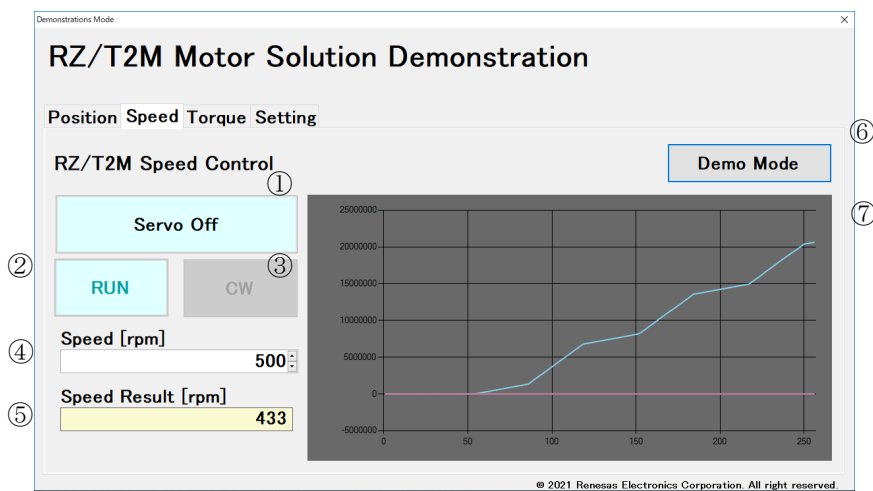 Demonstrations Mode
RZ/T2M Motor Solution Demonstration
Position Speed Torque Setting
⑥
RZ/T2M Speed Control
Demo Mode
①
Servo Off
⑦
② RUN
③ CW
Speed [rpm]
④ 500
Speed Result [rpm]
⑤ 433
25000000
20000000
15000000
10000000
5000000
0
-5000000
0 50 100 150 200 250
© 2021 Renesas Electronics Corporation. All right reserved.